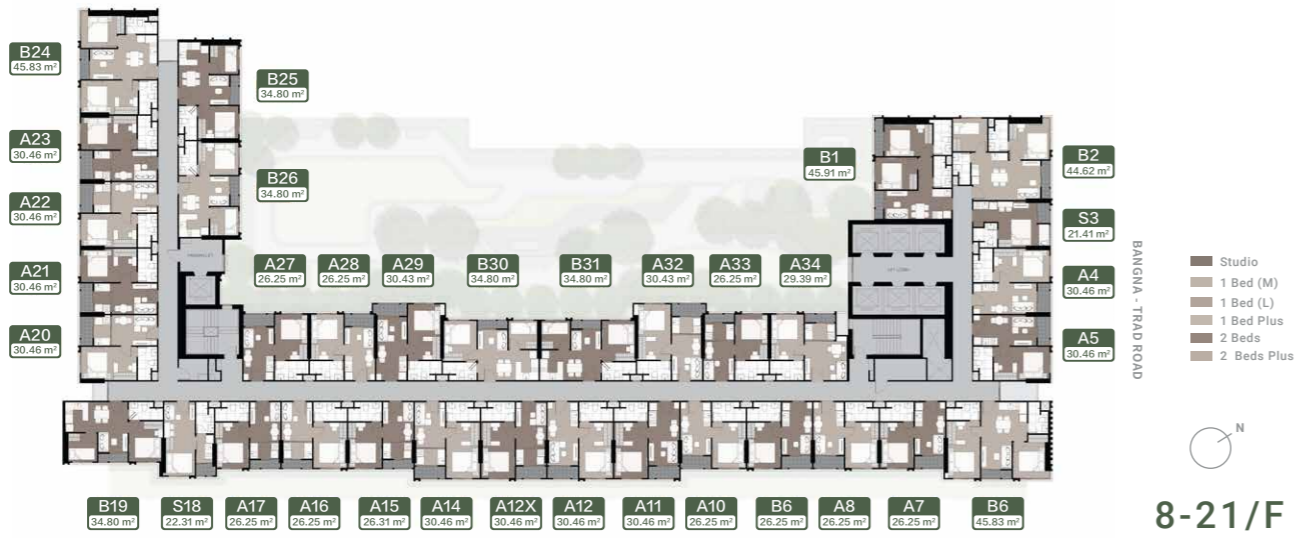 B24
45.83 m²
B25
34.80 m²
A23
30.46 m²
B26
34.80 m²
A22
30.46 m²
A21
30.46 m²
A20
30.46 m²
A27
26.25 m²
A28
26.25 m²
A29
30.43 m²
B30
34.80 m²
B31
34.80 m²
A32
30.43 m²
A33
26.25 m²
A34
29.39 m²
B1
45.91 m²
B2
44.62 m²
S3
21.41 m²
A4
30.46 m²
A5
30.46 m²
LIFT LOBBY
BANGNA - TRAD ROAD
Studio
1 Bed (M)
1 Bed (L)
1 Bed Plus
2 Beds
2 Beds Plus
N
B19
34.80 m²
S18
22.31 m²
A17
26.25 m²
A16
26.25 m²
A15
26.31 m²
A14
30.46 m²
A12X
30.46 m²
A12
30.46 m²
A11
30.46 m²
A10
26.25 m²
B6
26.25 m²
A8
26.25 m²
A7
26.25 m²
B6
45.83 m²
8-21/F